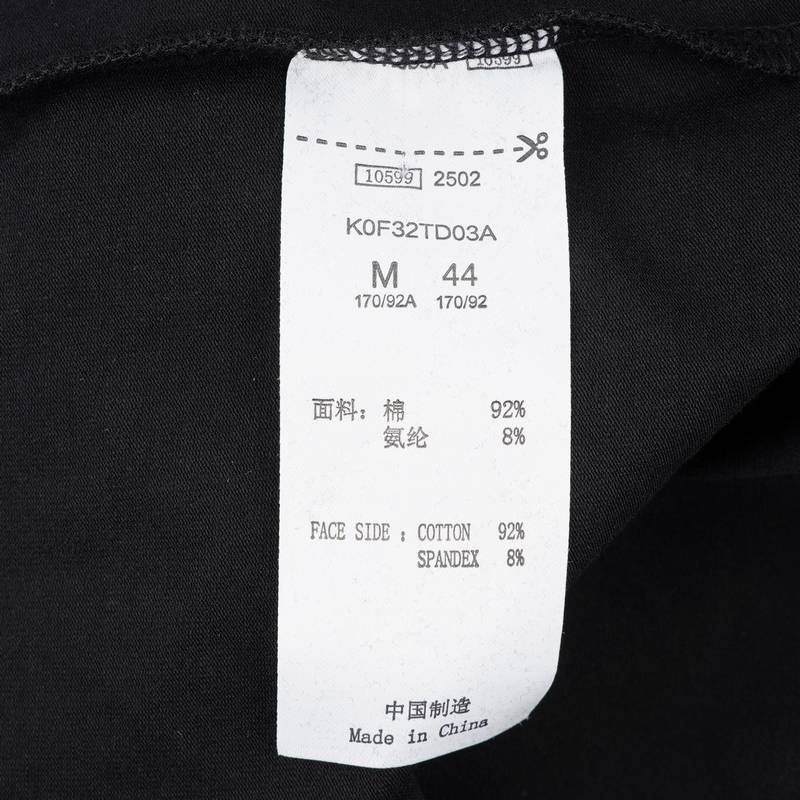 10599
10599 2502
K0F32TD03A
M 44
170/92A 170/92
面料: 棉 92%
氨纶 8%
FACE SIDE : COTTON 92%
SPANDEX 8%
中国制造
Made in China